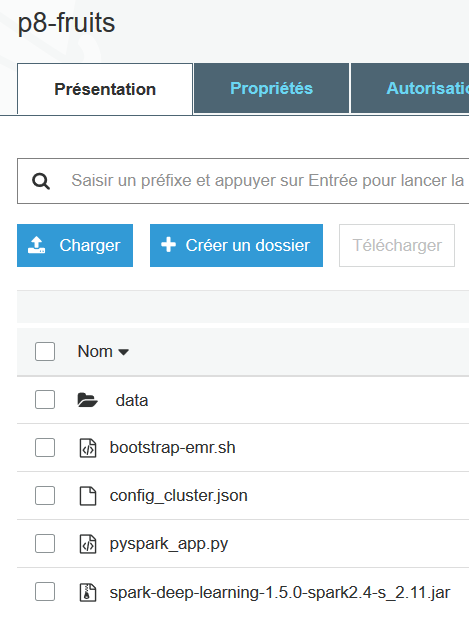 p8-fruits
Présentation Propriétés Autorisatio
Saisir un préfixe et appuyer sur Entrée pour lancer la
Charger Créer un dossier Télécharger
Nom
data
bootstrap-emr.sh
config_cluster.json
pyspark_app.py
spark-deep-learning-1.5.0-spark2.4-s_2.11.jar